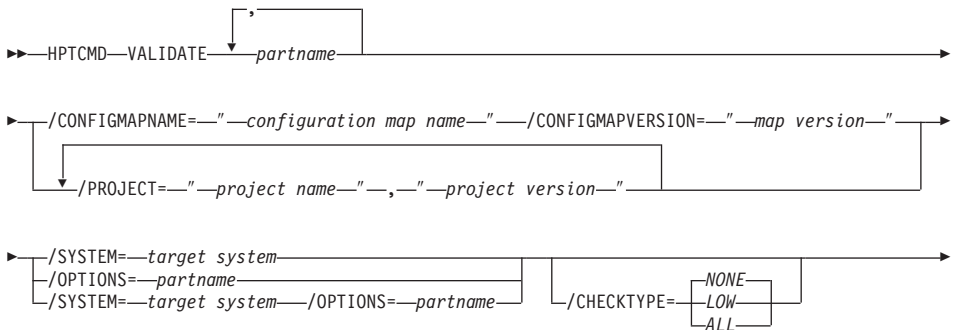 ,
HPTCMD VALIDATE partname
/CONFIGMAPNAME= " configuration map name " /CONFIGMAPVERSION= " map version "
/PROJECT= " project name " , " project version "
/SYSTEM= target system
/OPTIONS= partname
/SYSTEM= target system /OPTIONS= partname
/CHECKTYPE=
NONE
LOW
ALL